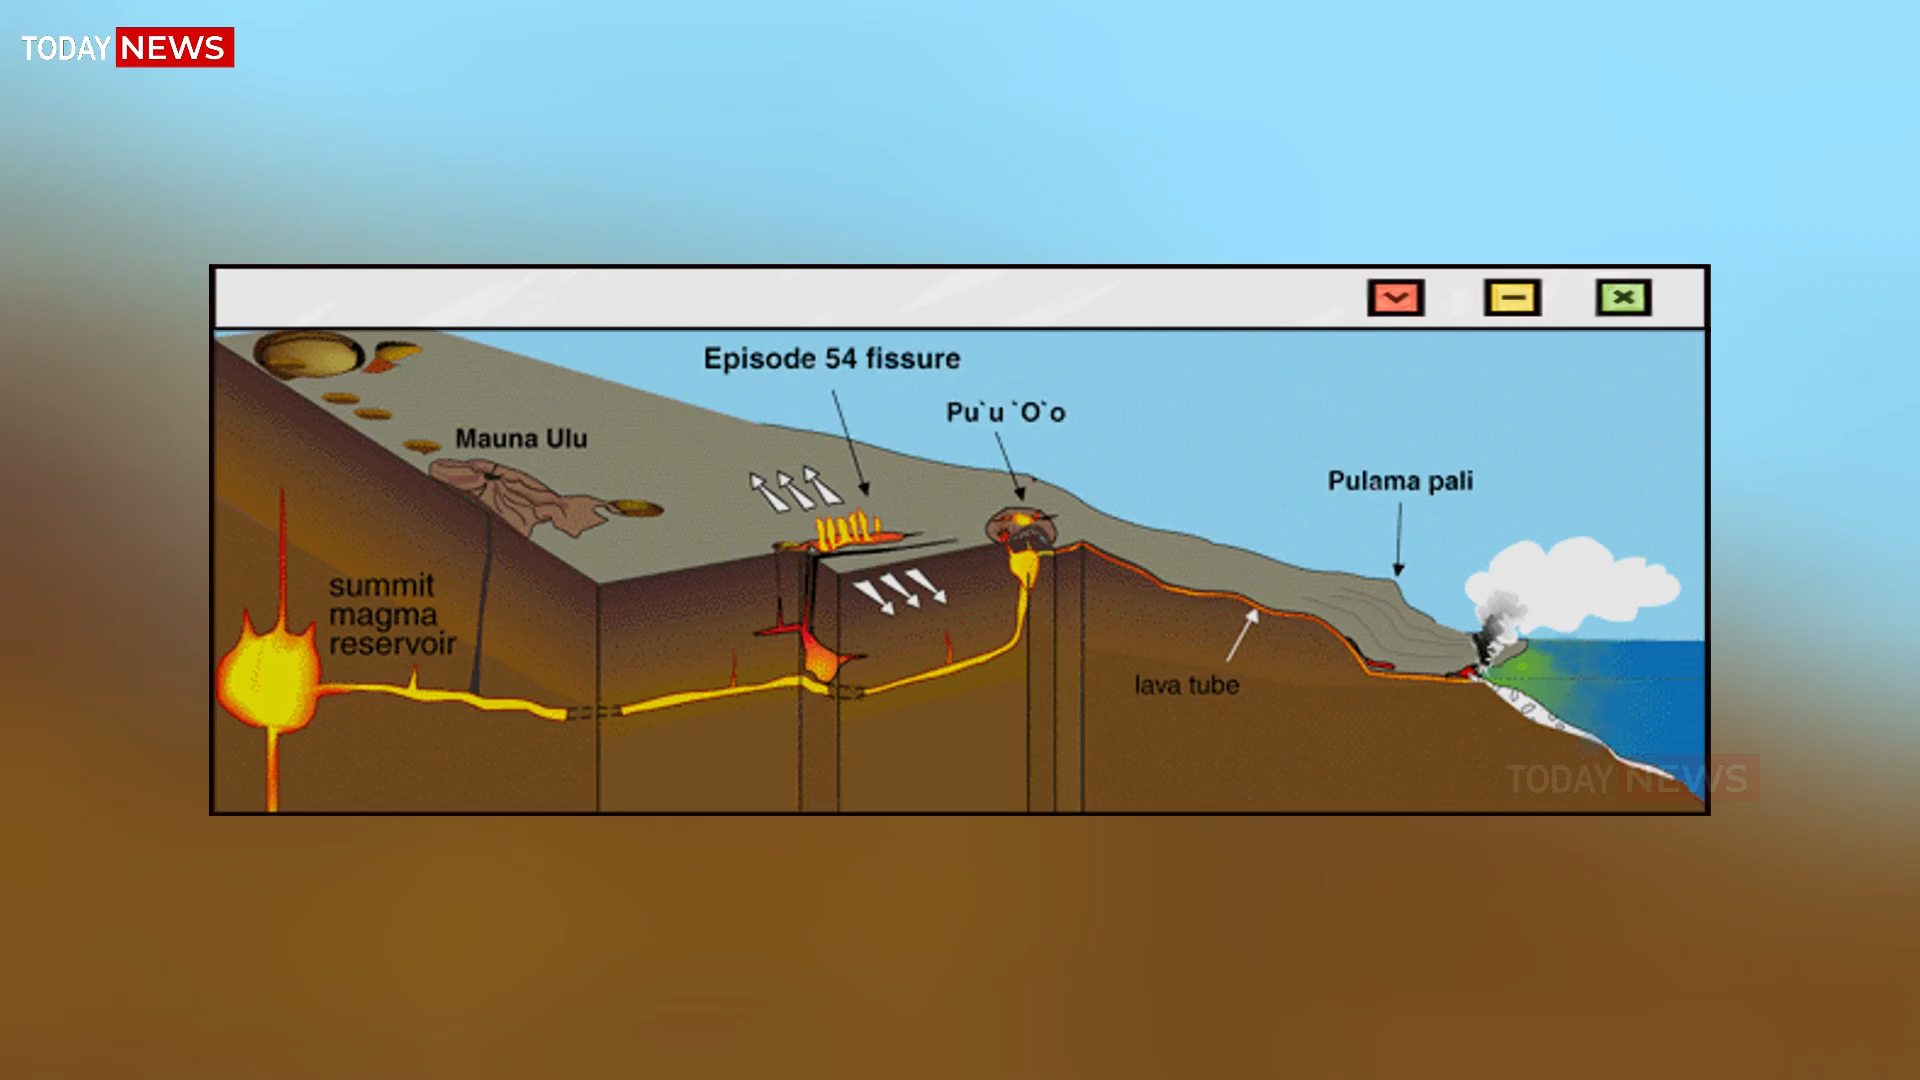 TODAY NEWS
Episode 54 fissure
Pu`u `O`o
Mauna Ulu
Pulama pali
summit
magma
reservoir
lava tube
TODAY NEWS